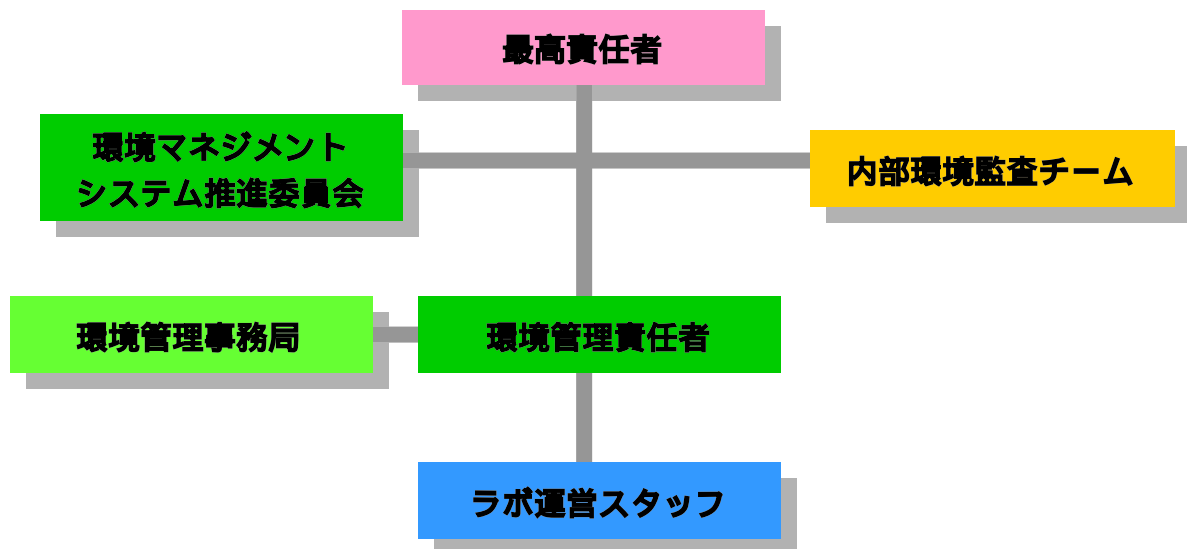 最高責任者
環境マネジメント
システム推進委員会
内部環境監査チーム
環境管理事務局
環境管理責任者
ラボ運営スタッフ